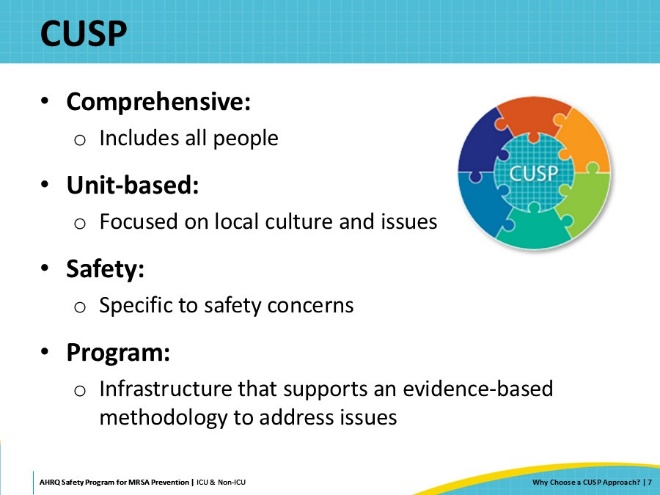 CUSP
• Comprehensive:
o Includes all people
• Unit-based:
o Focused on local culture and issues
CUSP
• Safety:
o Specific to safety concerns
• Program:
o Infrastructure that supports an evidence-based
methodology to address issues
AHRQ Safety Program for MRSA Prevention | ICU & Non-ICU
Why Choose a CUSP Approach? | 7